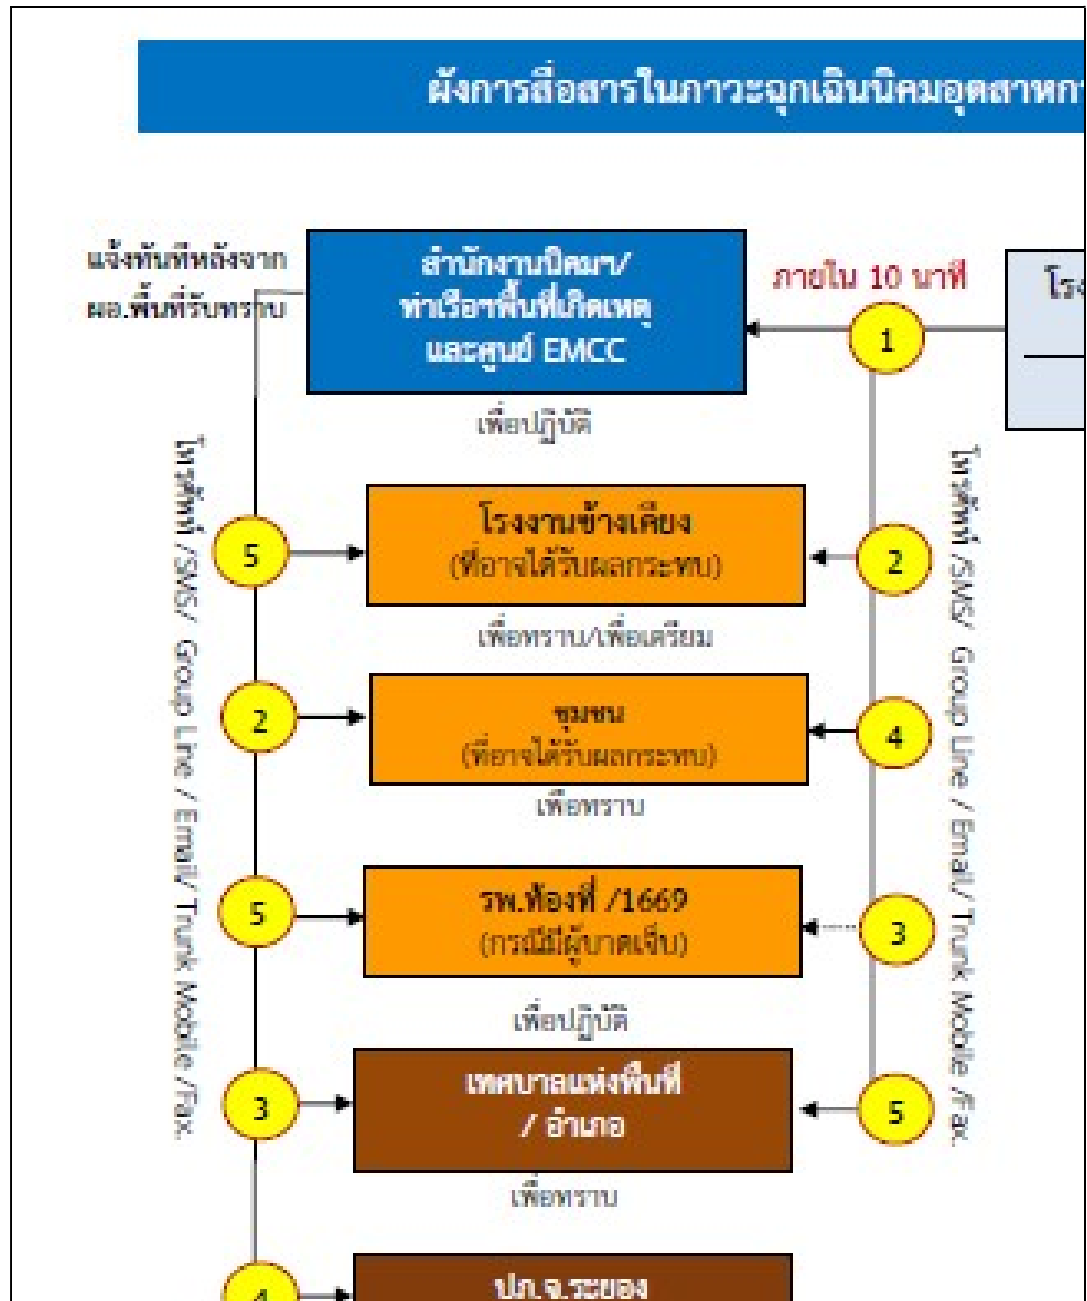 ผังการสื่อสารในภาวะฉุกเฉินนิคมอุตสาหกร
แจ้งทันทีหลังจาก
ผอ.พื้นที่รับทราบ
สำนักงานนิคมฯ/
ท่าเรือฯพื้นที่เกิดเหตุ
และศูนย์ EMCC
ภายใน 10 นาที
1
โรง
เพื่อปฏิบัติ
โทรศัพท์ /SMS/ Group Line / Email/ Trunk Mobile /Fax.
โทรศัพท์ /SMS/ Group Line / Email/ Trunk Mobile /Fax.
5
โรงงานข้างเคียง
(ที่อาจได้รับผลกระทบ)
2
เพื่อทราบ/เพื่อเตรียม
2
ชุมชน
(ที่อาจได้รับผลกระทบ)
4
เพื่อทราบ
5
รพ.ท้องที่ /1669
(กรณีมีผู้บาดเจ็บ)
3
เพื่อปฏิบัติ
3
เทศบาลแห่งพื้นที่
/ อำเภอ
5
เพื่อทราบ
4
ปภ.จ.ระยอง